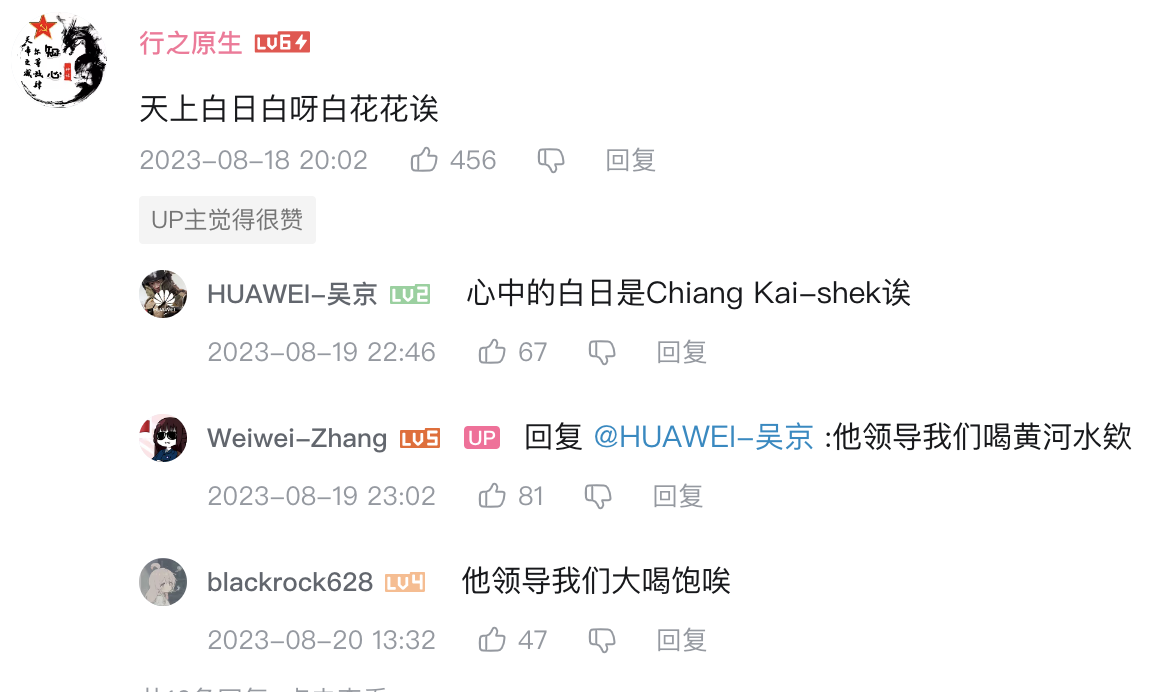 行之原生 LV6
天上白日白呀白花花诶
2023-08-18 20:02 456 回复
UP主觉得很赞
HUAWEI-吴京 LV2 心中的白日是Chiang Kai-shek诶
2023-08-19 22:46 67 回复
Weiwei-Zhang LV5 UP 回复 @HUAWEI-吴京 :他领导我们喝黄河水欸
2023-08-19 23:02 81 回复
blackrock628 LV4 他领导我们大喝饱唉
2023-08-20 13:32 47 回复